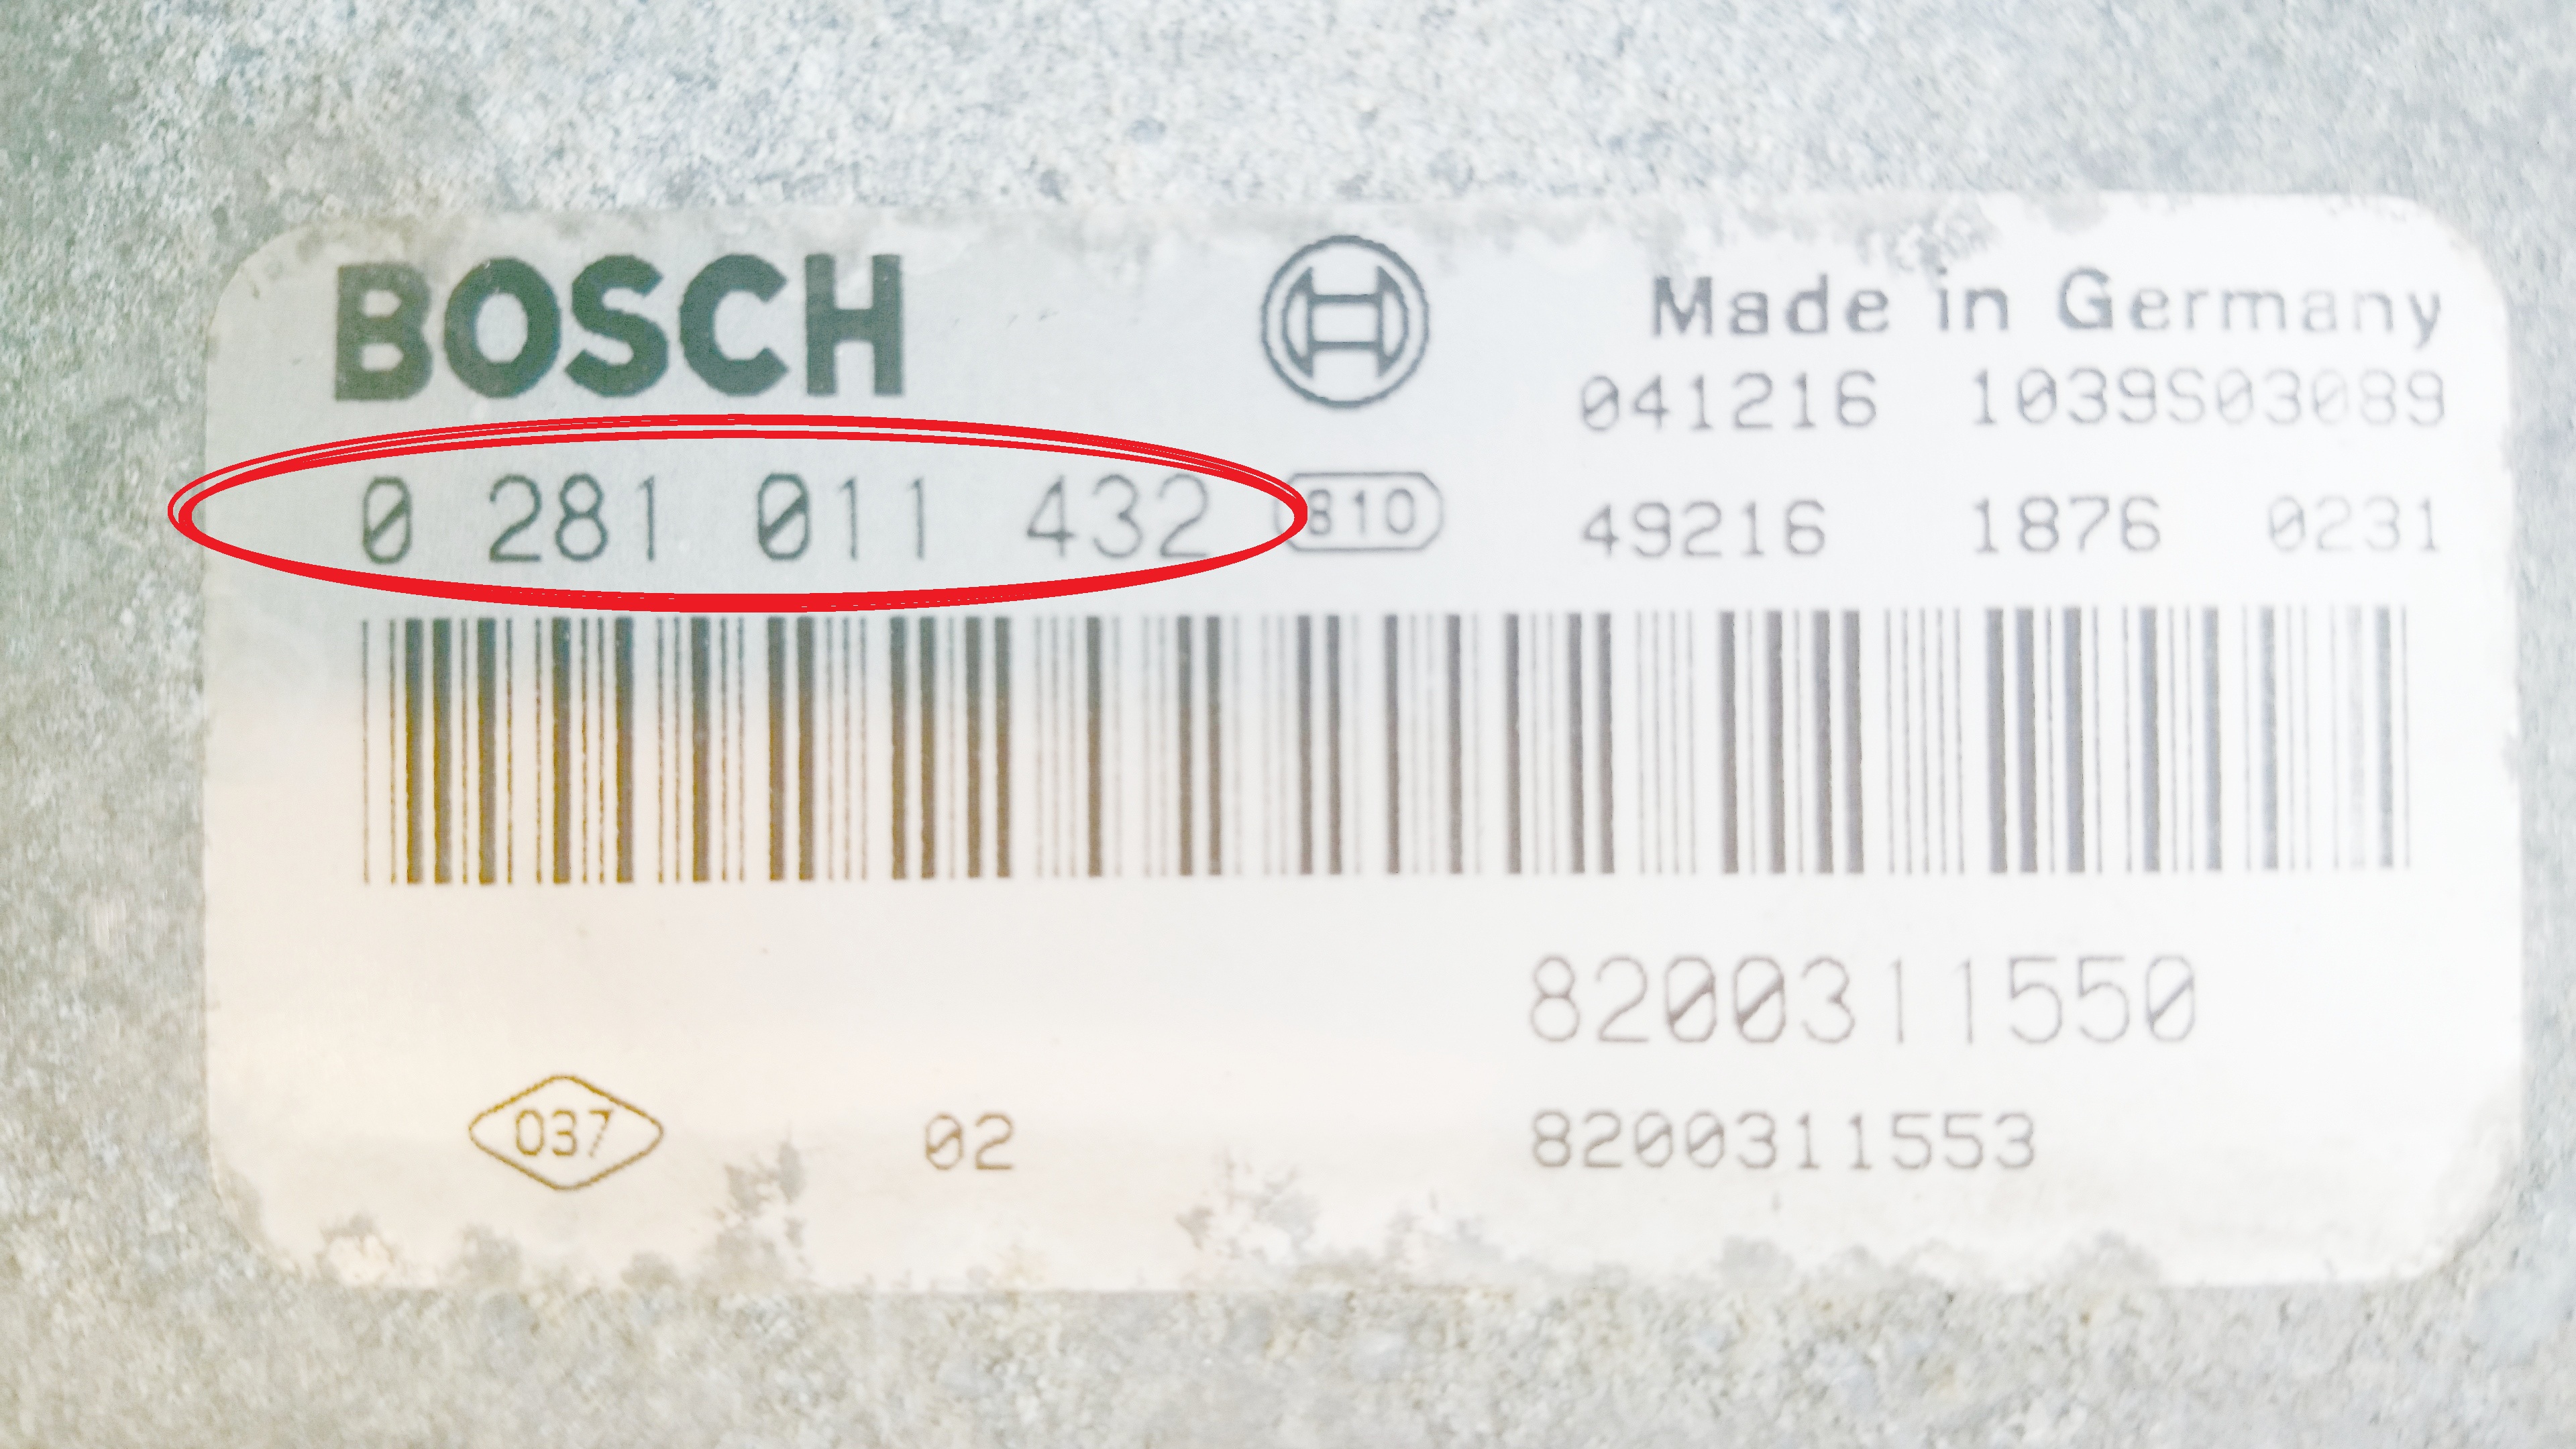 BOSCH
Made in Germany
041216 1039S03089
0 281 011 432 810
49216 1876 0231
8200311550
037 02 8200311553